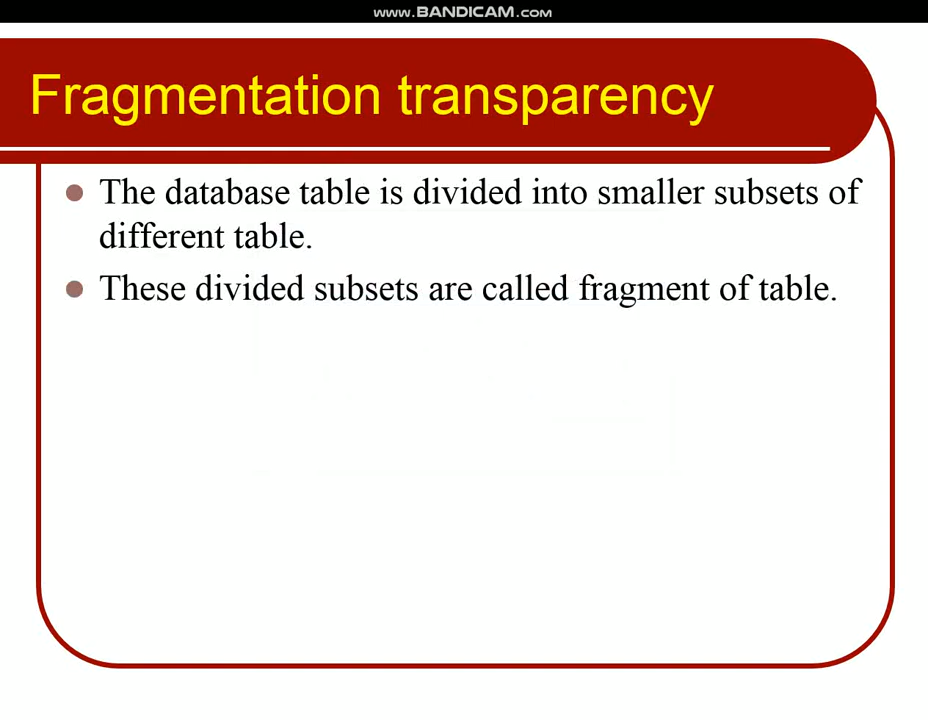 www.BANDICAM.com
Fragmentation transparency
The database table is divided into smaller subsets of
different table.
These divided subsets are called fragment of table.